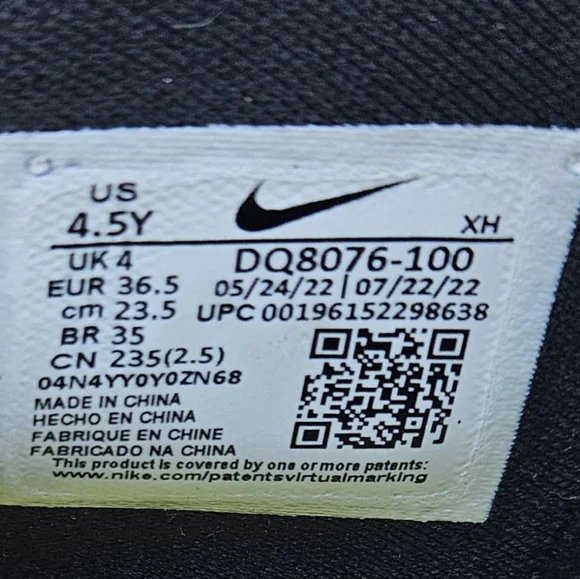 US
4.5Y
XH
UK 4
DQ8076-100
EUR 36.5
05/24/22 | 07/22/22
cm 23.5
UPC 00196152298638
BR 35
CN 235(2.5)
04N4YY0Y0ZN68
MADE IN CHINA
HECHO EN CHINA
FABRIQUE EN CHINE
FABRICADO NA CHINA
This product is covered by one or more patents:
www.nike.com/patentsvirtualmarking